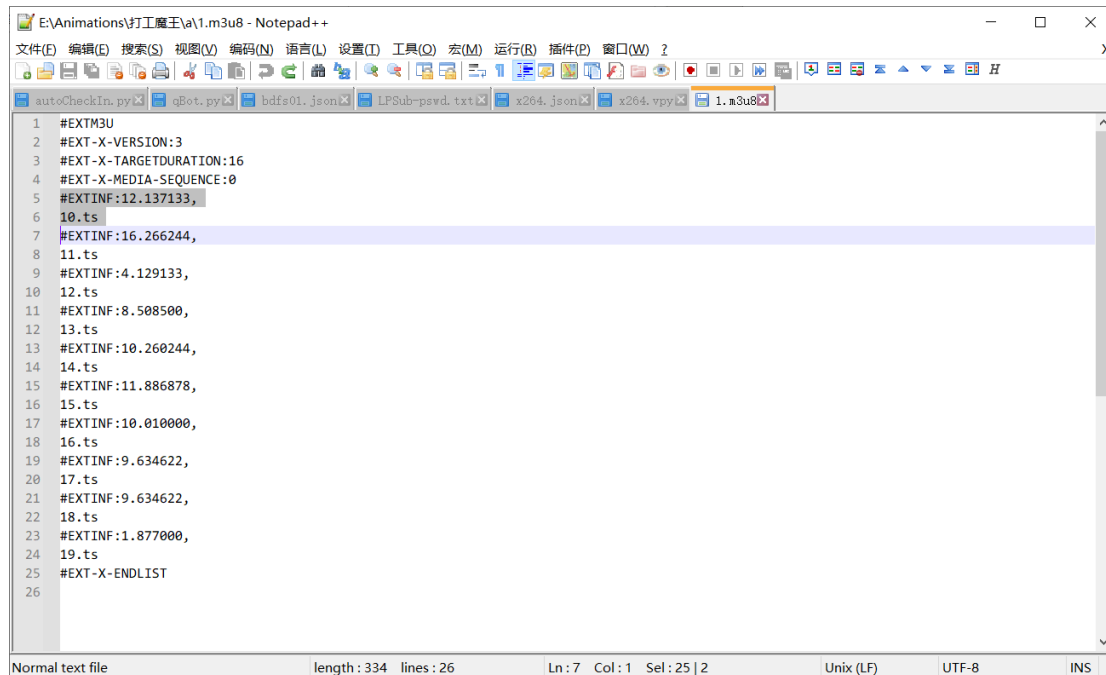 E:\Animations\打工魔王\a\1.m3u8 - Notepad++
文件(F) 编辑(E) 搜索(S) 视图(V) 编码(N) 语言(L) 设置(T) 工具(O) 宏(M) 运行(R) 插件(P) 窗口(W) ? X
autoCheckIn.py qBot.py bdfs01.json LPSub-pswd.txt x264.json x264.vpy 1.m3u8
1 #EXTM3U
2 #EXT-X-VERSION:3
3 #EXT-X-TARGETDURATION:16
4 #EXT-X-MEDIA-SEQUENCE:0
5 #EXTINF:12.137133,
6 10.ts
7 #EXTINF:16.266244,
8 11.ts
9 #EXTINF:4.129133,
10 12.ts
11 #EXTINF:8.508500,
12 13.ts
13 #EXTINF:10.260244,
14 14.ts
15 #EXTINF:11.886878,
16 15.ts
17 #EXTINF:10.010000,
18 16.ts
19 #EXTINF:9.634622,
20 17.ts
21 #EXTINF:9.634622,
22 18.ts
23 #EXTINF:1.877000,
24 19.ts
25 #EXT-X-ENDLIST
26
Normal text file length : 334 lines : 26 Ln : 7 Col : 1 Sel : 25 | 2 Unix (LF) UTF-8 INS